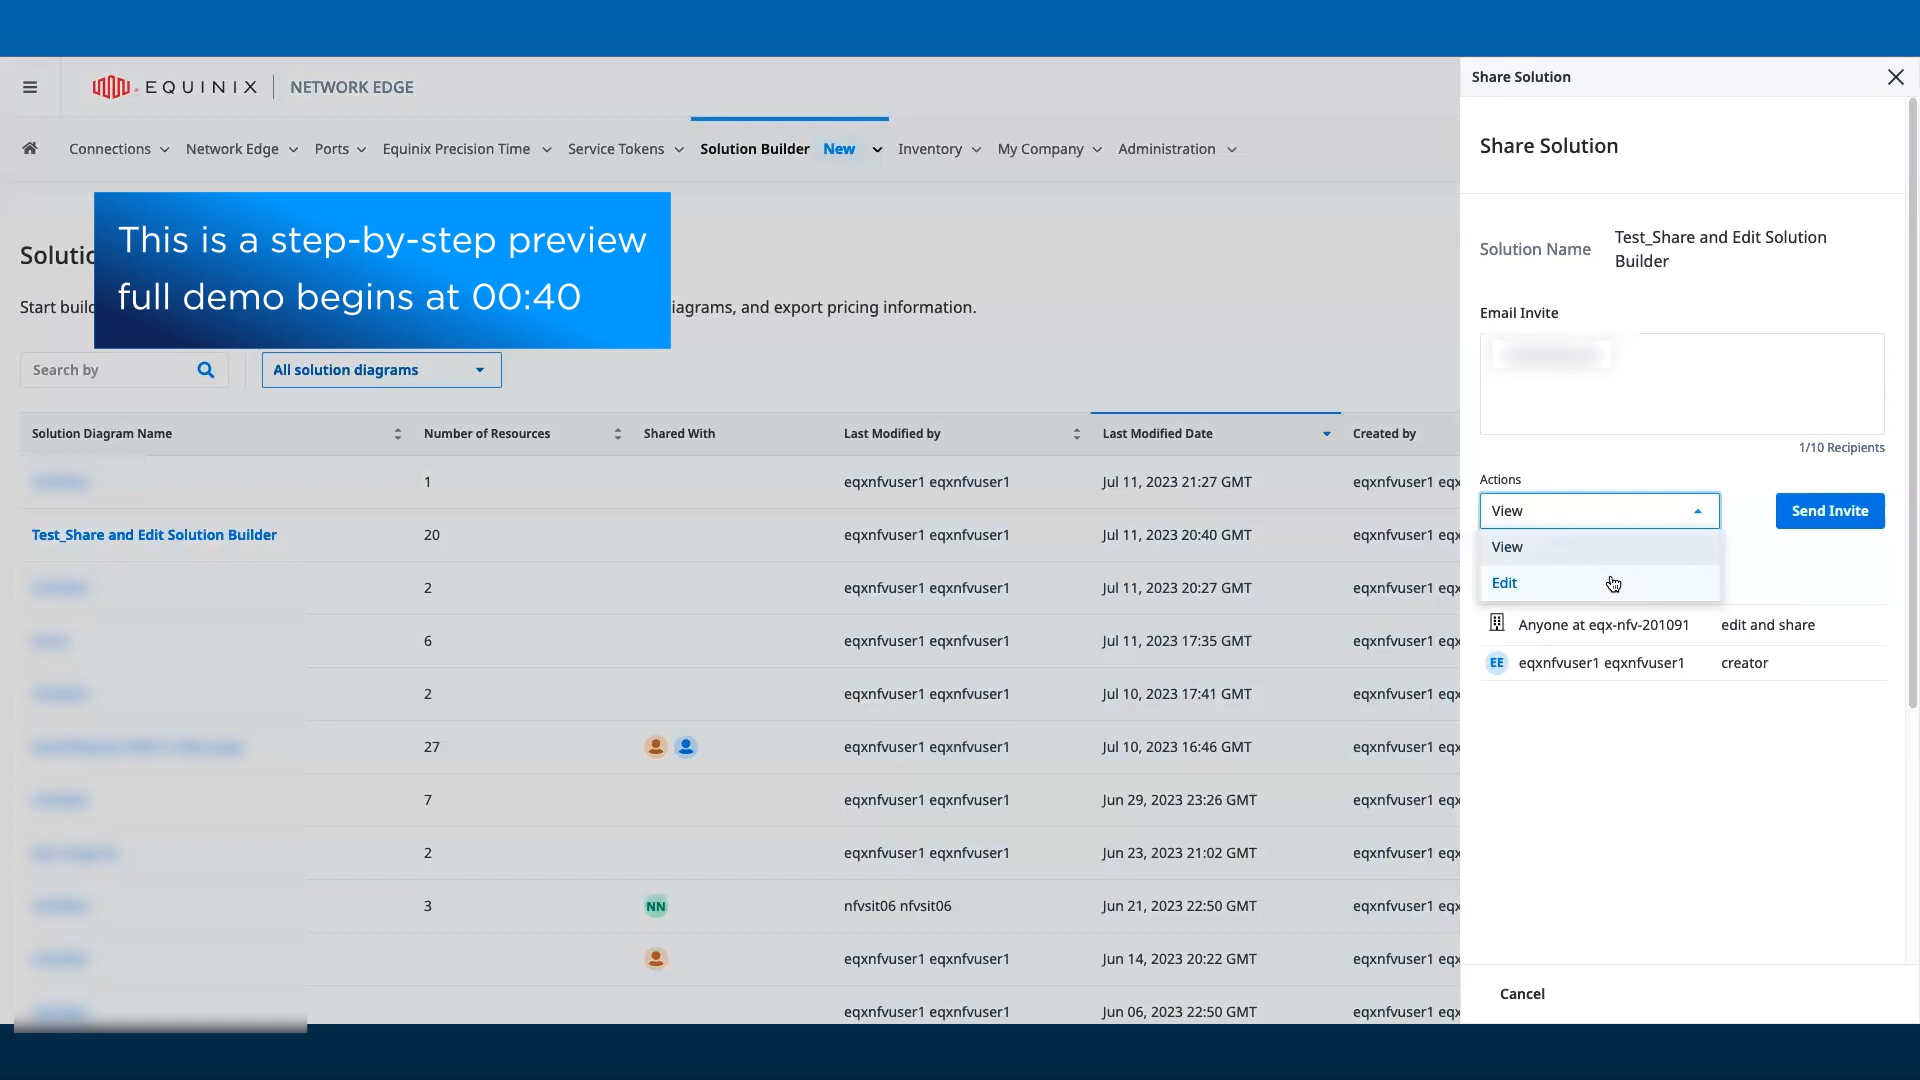 EQUINIX
NETWORK EDGE
Connections
Network Edge
Ports
Equinix Precision Time
Service Tokens
Solution Builder New
Inventory
My Company
Administration
This is a step-by-step preview
full demo begins at 00:40
Solutio
Start buil
iagrams, and export pricing information.
Search by
All solution diagrams
Solution Diagram Name Number of Resources Shared With Last Modified by Last Modified Date Created by
1 eqxnfvuser1 eqxnfvuser1 Jul 11, 2023 21:27 GMT eqxnfvuser1 eqx
Test_Share and Edit Solution Builder 20 eqxnfvuser1 eqxnfvuser1 Jul 11, 2023 20:40 GMT eqxnfvuser1 eqx
2 eqxnfvuser1 eqxnfvuser1 Jul 11, 2023 20:27 GMT eqxnfvuser1 eqx
6 eqxnfvuser1 eqxnfvuser1 Jul 11, 2023 17:35 GMT eqxnfvuser1 eqx
2 eqxnfvuser1 eqxnfvuser1 Jul 10, 2023 17:41 GMT eqxnfvuser1 eqx
27 eqxnfvuser1 eqxnfvuser1 Jul 10, 2023 16:46 GMT eqxnfvuser1 eqx
7 eqxnfvuser1 eqxnfvuser1 Jun 29, 2023 23:26 GMT eqxnfvuser1 eqx
2 eqxnfvuser1 eqxnfvuser1 Jun 23, 2023 21:02 GMT eqxnfvuser1 eqx
3 NN nfvsit06 nfvsit06 Jun 21, 2023 22:50 GMT eqxnfvuser1 eqx
eqxnfvuser1 eqxnfvuser1 Jun 14, 2023 20:22 GMT eqxnfvuser1 eqx
eqxnfvuser1 eqxnfvuser1 Jun 06, 2023 22:50 GMT eqxnfvuser1 eqx
Share Solution
Share Solution
Solution Name
Test_Share and Edit Solution
Builder
Email Invite
1/10 Recipients
Actions
View
Send Invite
View
Edit
Anyone at eqx-nfv-201091 edit and share
EE eqxnfvuser1 eqxnfvuser1 creator
Cancel